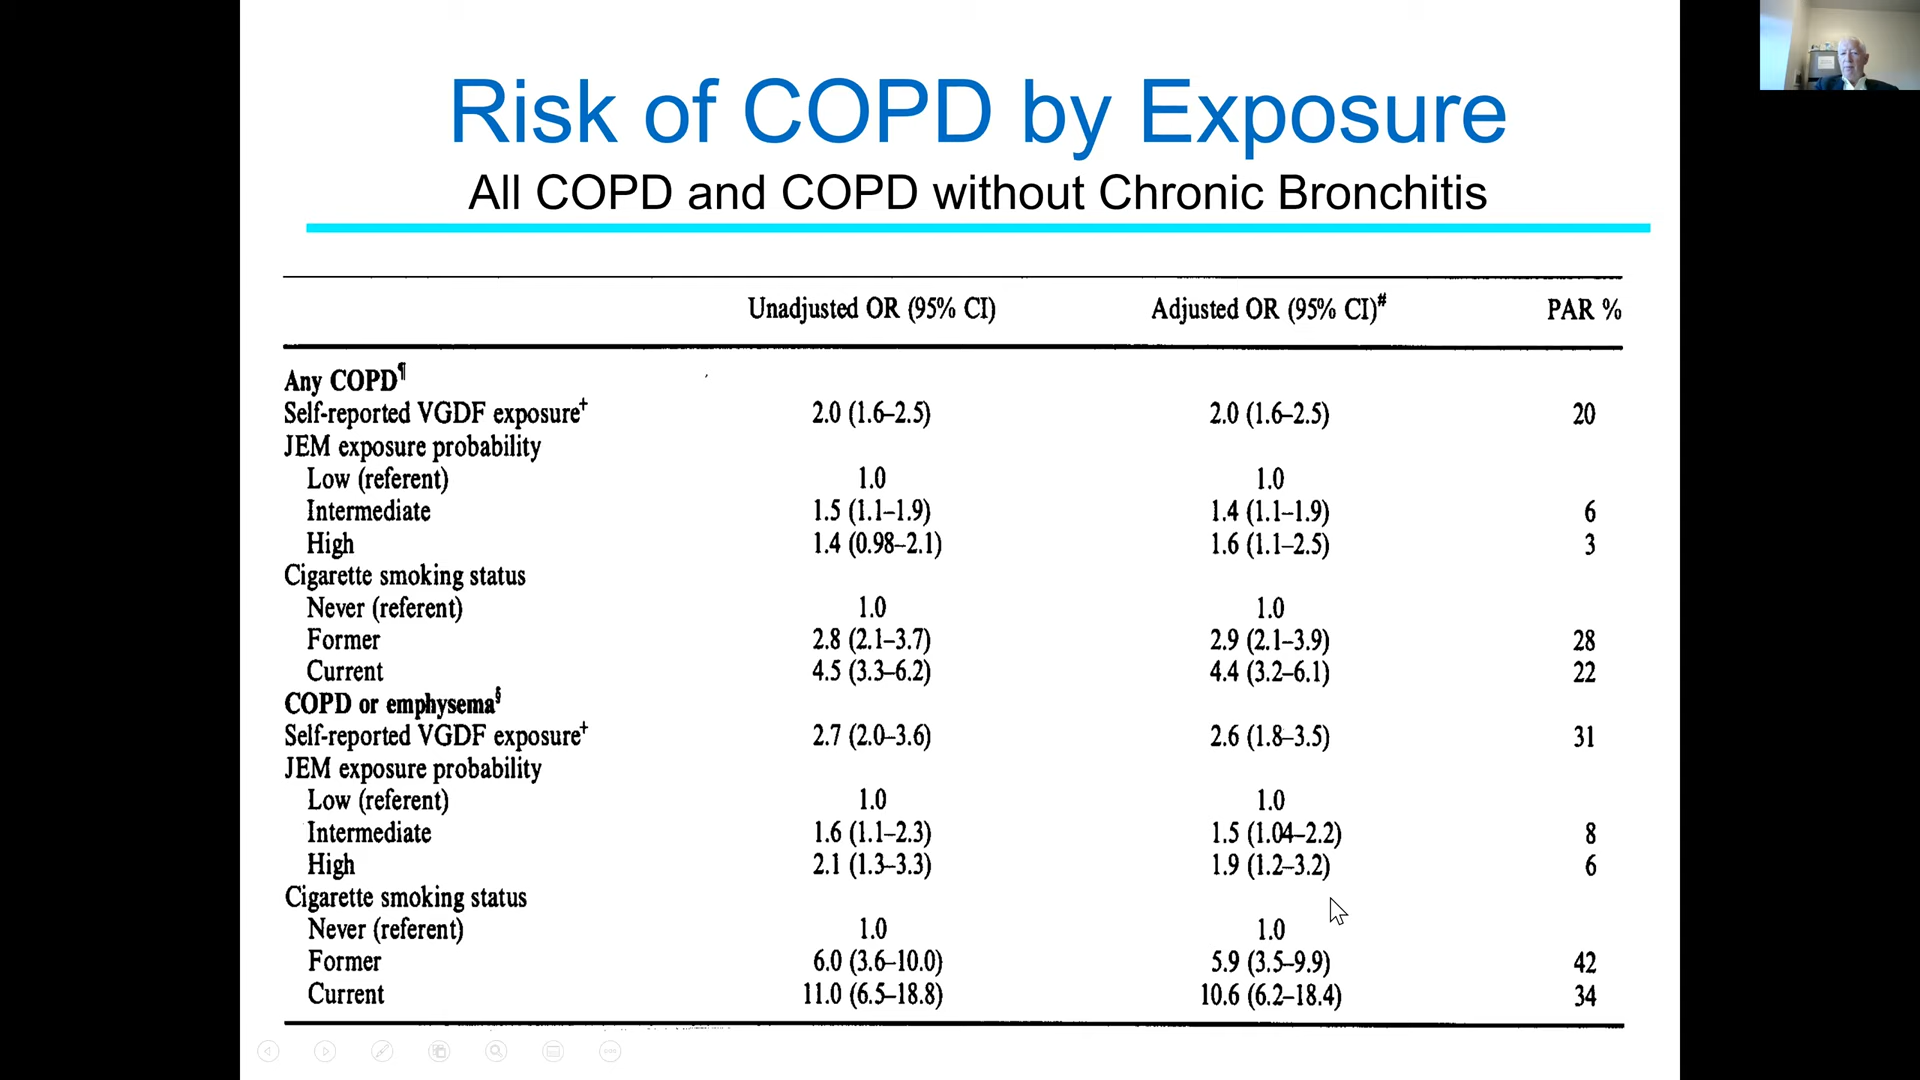 Risk of COPD by Exposure
All COPD and COPD without Chronic Bronchitis
Unadjusted OR (95% CI) Adjusted OR (95% CI)# PAR %
Any COPD¶
Self-reported VGDF exposure+ 2.0 (1.6–2.5) 2.0 (1.6–2.5) 20
JEM exposure probability
Low (referent) 1.0 1.0
Intermediate 1.5 (1.1–1.9) 1.4 (1.1–1.9) 6
High 1.4 (0.98–2.1) 1.6 (1.1–2.5) 3
Cigarette smoking status
Never (referent) 1.0 1.0
Former 2.8 (2.1–3.7) 2.9 (2.1–3.9) 28
Current 4.5 (3.3–6.2) 4.4 (3.2–6.1) 22
COPD or emphysema§
Self-reported VGDF exposure+ 2.7 (2.0–3.6) 2.6 (1.8–3.5) 31
JEM exposure probability
Low (referent) 1.0 1.0
Intermediate 1.6 (1.1–2.3) 1.5 (1.04–2.2) 8
High 2.1 (1.3–3.3) 1.9 (1.2–3.2) 6
Cigarette smoking status
Never (referent) 1.0 1.0
Former 6.0 (3.6–10.0) 5.9 (3.5–9.9) 42
Current 11.0 (6.5–18.8) 10.6 (6.2–18.4) 34